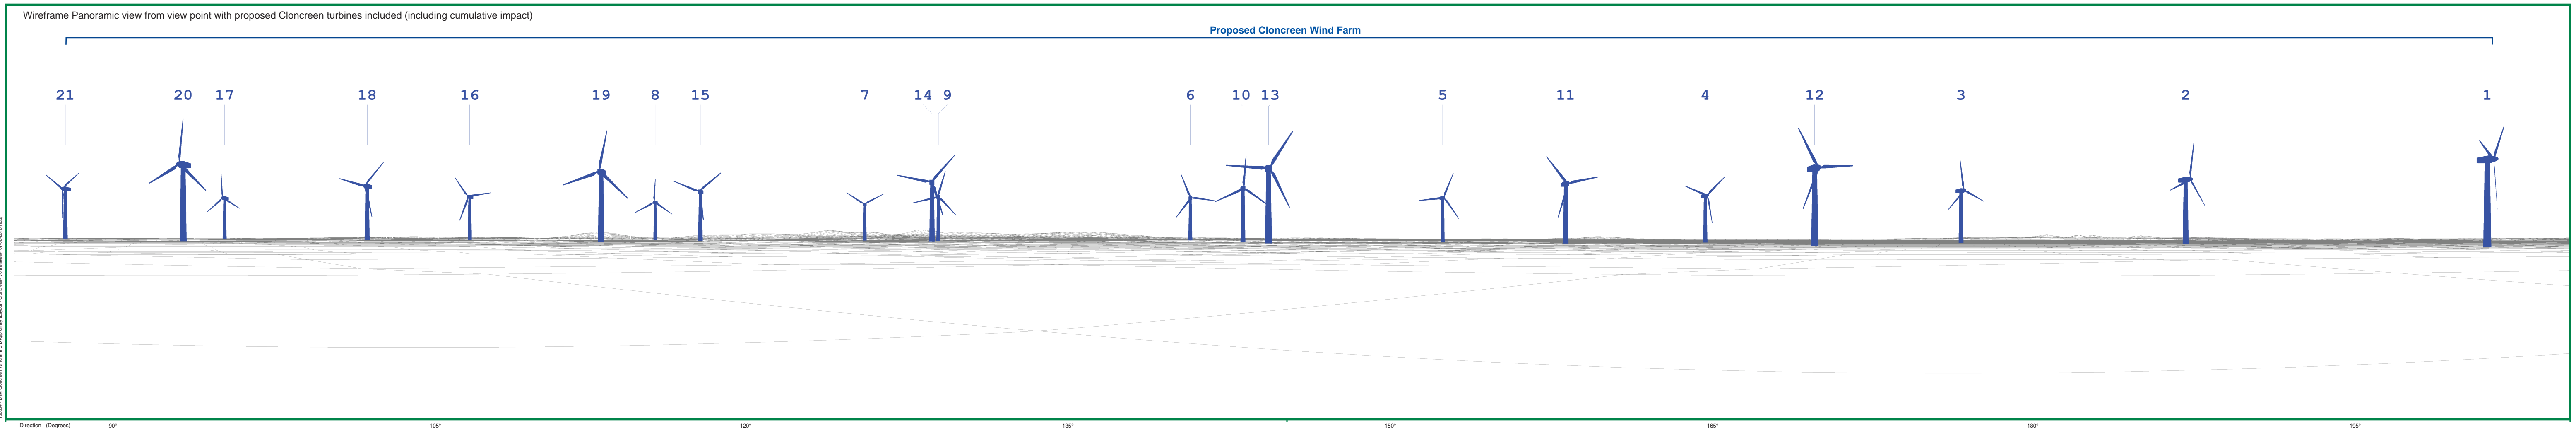 Wireframe Panoramic view from view point with proposed Cloncreen turbines included (including cumulative impact)
Proposed Cloncreen Wind Farm
21 20 17 18 16 19 8 15 7 14 9 6 10 13 5 11 4 12 3 2 1
Direction (Degrees) 90° 105° 120° 135° 150° 165° 180° 195°